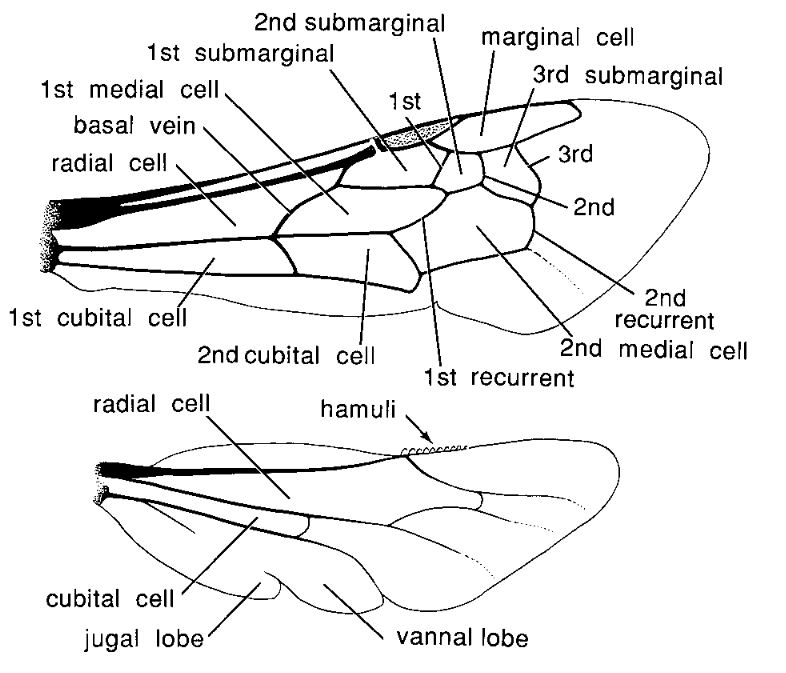 2nd submarginal
marginal cell
1st submarginal
3rd submarginal
1st medial cell
1st
basal vein
3rd
radial cell
2nd
2nd
recurrent
1st cubital cell
2nd cubital cell
2nd medial cell
1st recurrent
radial cell
hamuli
cubital cell
jugal lobe
vannal lobe